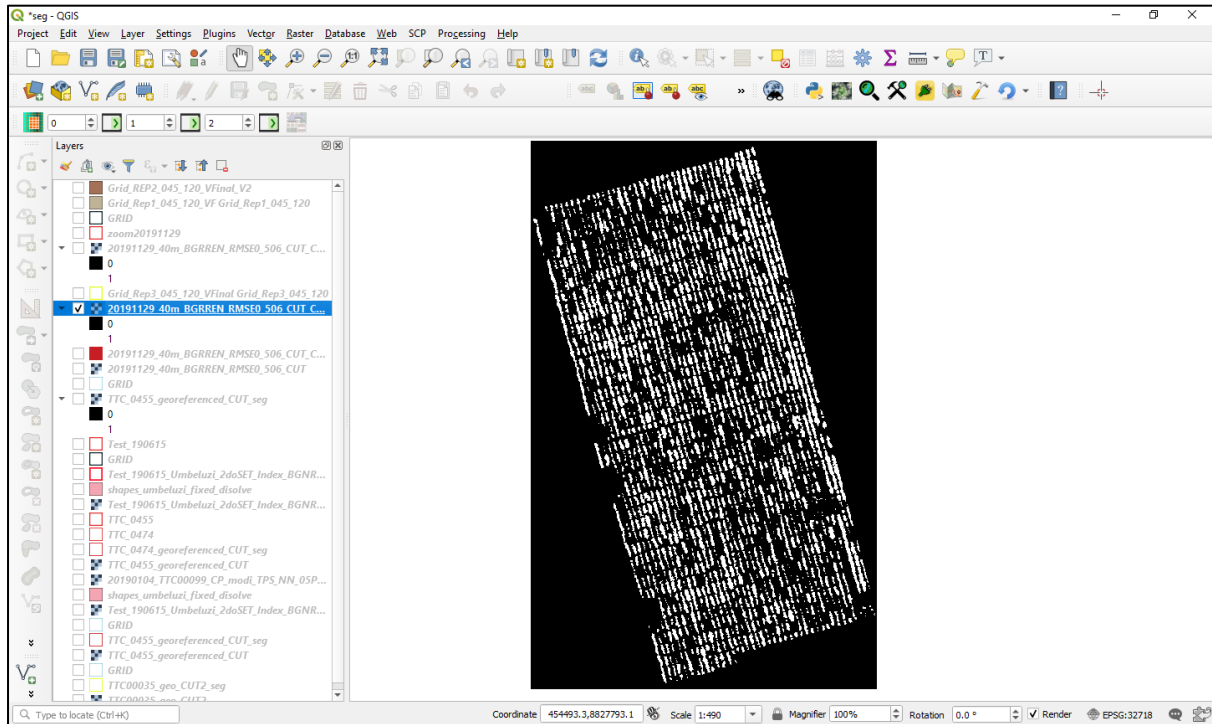 *seg - QGIS
Project Edit View Layer Settings Plugins Vector Raster Database Web SCP Processing Help
0 1 2
Layers
Grid_REP2_045_120_VFinal_V2
Grid_Rep1_045_120_VF Grid_Rep1_045_120
GRID
zoom20191129
20191129_40m_BGRREN_RMSE0_506_CUT_C...
0
1
Grid_Rep3_045_120_VFinal Grid_Rep3_045_120
20191129_40m_BGRREN_RMSE0_506_CUT_C...
0
1
20191129_40m_BGRREN_RMSE0_506_CUT_C...
20191129_40m_BGRREN_RMSE0_506_CUT
GRID
TTC_0455_georeferenced_CUT_seg
0
1
Test_190615
GRID
Test_190615_Umbeluzi_2doSET_Index_BGNR...
shapes_umbeluzi_fixed_disolve
Test_190615_Umbeluzi_2doSET_Index_BGNR...
TTC_0455
TTC_0474
TTC_0474_georeferenced_CUT_seg
TTC_0455_georeferenced_CUT
20190104_TTC00099_CP_modi_TPS_NN_05P...
shapes_umbeluzi_fixed_disolve
Test_190615_Umbeluzi_2doSET_Index_BGNR...
GRID
TTC_0455_georeferenced_CUT_seg
TTC_0455_georeferenced_CUT
GRID
TTC00035_geo_CUT2_seg
TTC00035_geo_CUT2
Type to locate (Ctrl+K) Coordinate 454493.3,8827793.1 Scale 1:490 Magnifier 100% Rotation 0.0 ° Render EPSG:32718